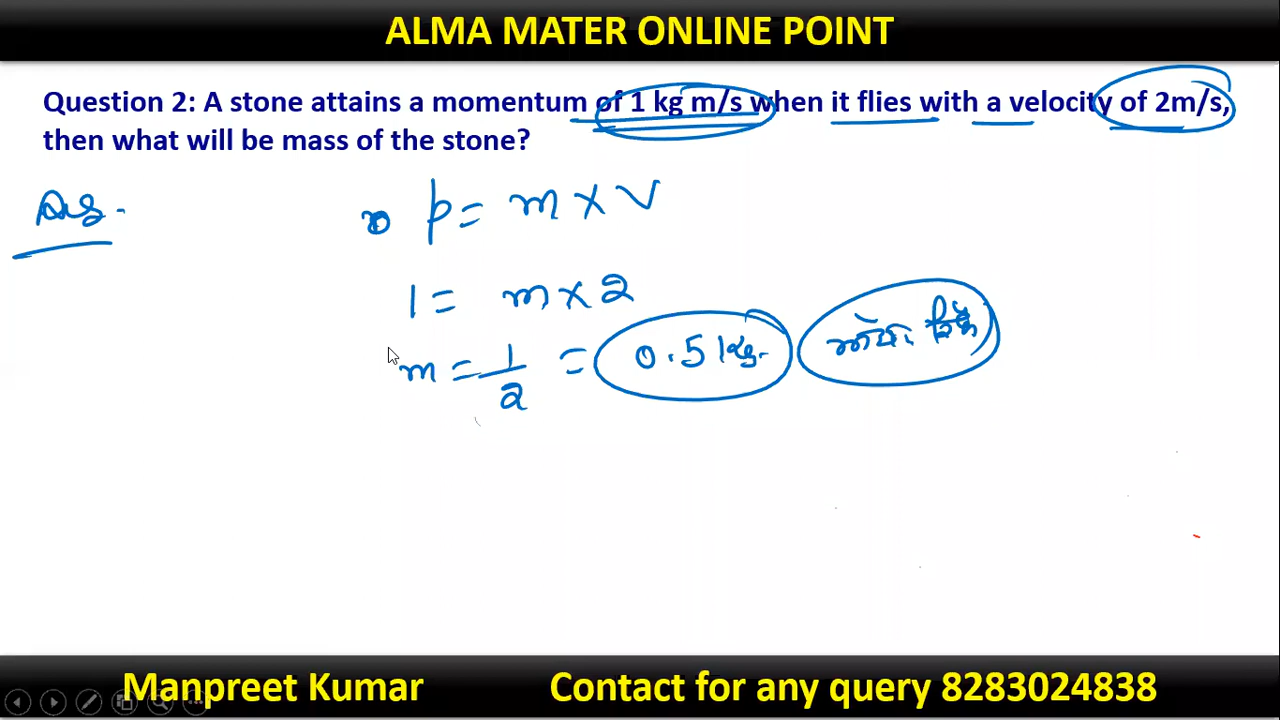 ALMA MATER ONLINE POINT
Question 2: A stone attains a momentum of 1 kg m/s when it flies with a velocity of 2m/s,
then what will be mass of the stone?
Ans.
p = m × v
1 = m × 2
m = 1/2 = 0.5 kg.
Manpreet Kumar Contact for any query 8283024838